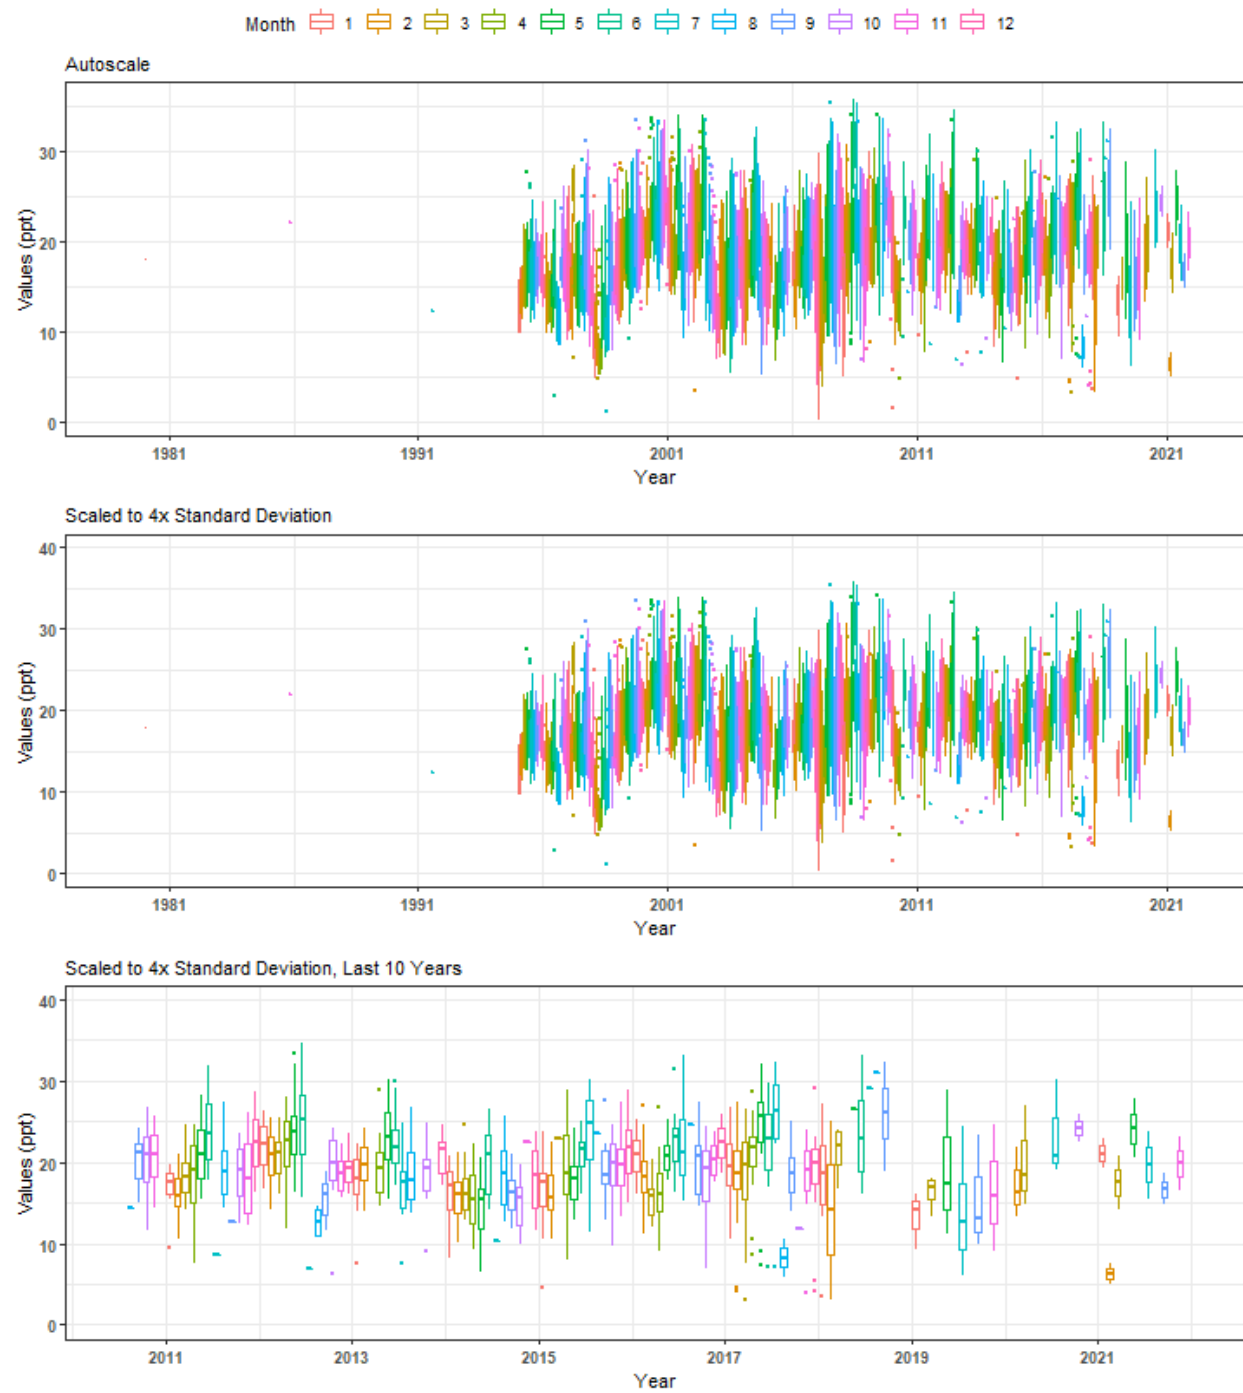 Month 1 2 3 4 5 6 7 8 9 10 11 12
Autoscale
Values (ppt)
30
20
10
0
1981 1991 2001 2011 2021
Year
Scaled to 4x Standard Deviation
Values (ppt)
40
30
20
10
0
1981 1991 2001 2011 2021
Year
Scaled to 4x Standard Deviation, Last 10 Years
Values (ppt)
40
30
20
10
0
2011 2013 2015 2017 2019 2021
Year